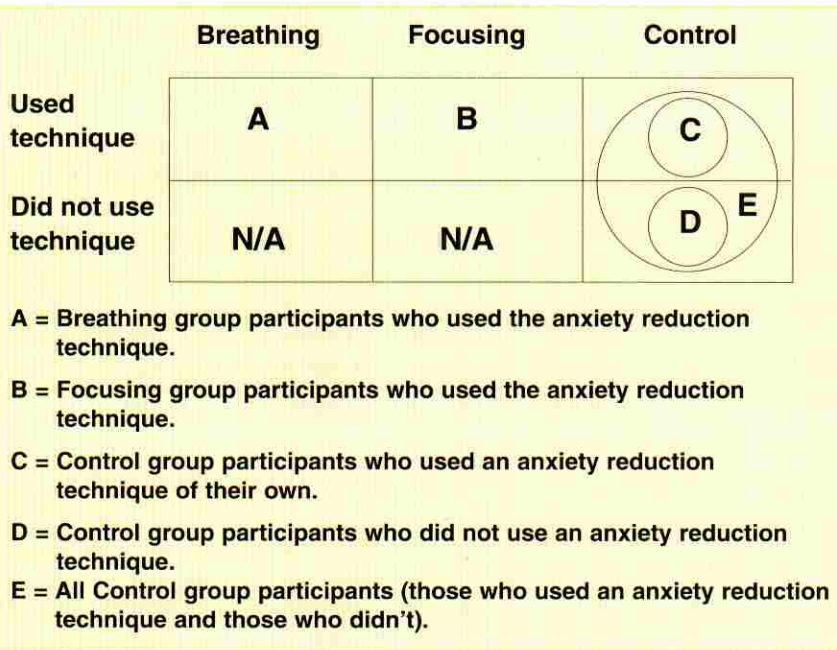 Breathing Focusing Control
Used
technique
A B C
Did not use
technique
N/A N/A D E
A = Breathing group participants who used the anxiety reduction
technique.
B = Focusing group participants who used the anxiety reduction
technique.
C = Control group participants who used an anxiety reduction
technique of their own.
D = Control group participants who did not use an anxiety reduction
technique.
E = All Control group participants (those who used an anxiety reduction
technique and those who didn't).